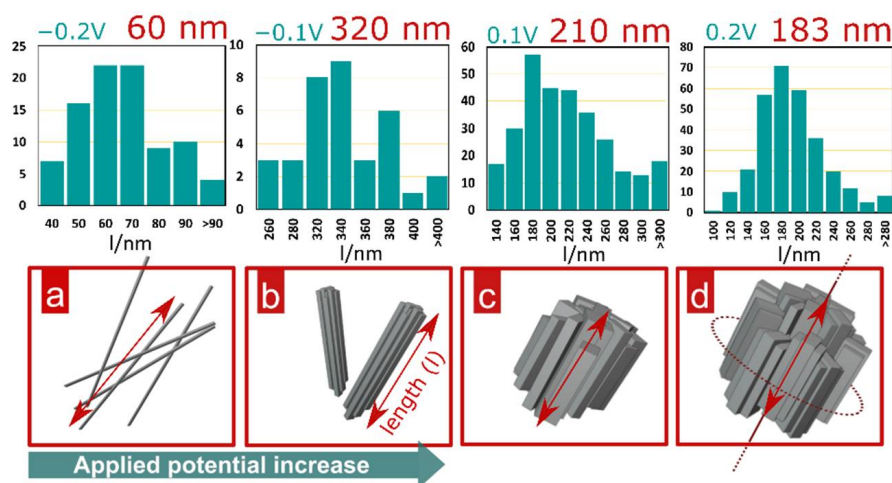 −0.2V 60 nm
25
20
15
10
5
0
40 50 60 70 80 90 >90
l/nm
−0.1V 320 nm
10
8
6
4
2
0
260 280 320 340 360 380 400 >400
l/nm
0.1V 210 nm
60
50
40
30
20
10
0
140 160 180 200 220 240 260 280 300 >300
l/nm
0.2V 183 nm
80
70
60
50
40
30
20
10
0
100 120 140 160 180 200 220 240 260 280 >280
l/nm
a
b
length (l)
c
d
Applied potential increase